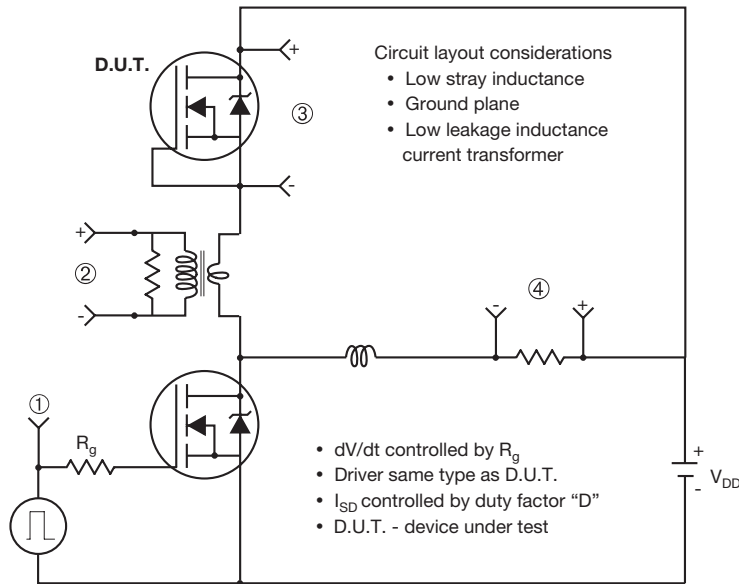 D.U.T.
+
-
③
Circuit layout considerations
• Low stray inductance
• Ground plane
• Low leakage inductance
current transformer
+
②
-
④
-
+
①
Rg
• dV/dt controlled by Rg
• Driver same type as D.U.T.
• ISD controlled by duty factor “D”
• D.U.T. - device under test
+
-
VDD